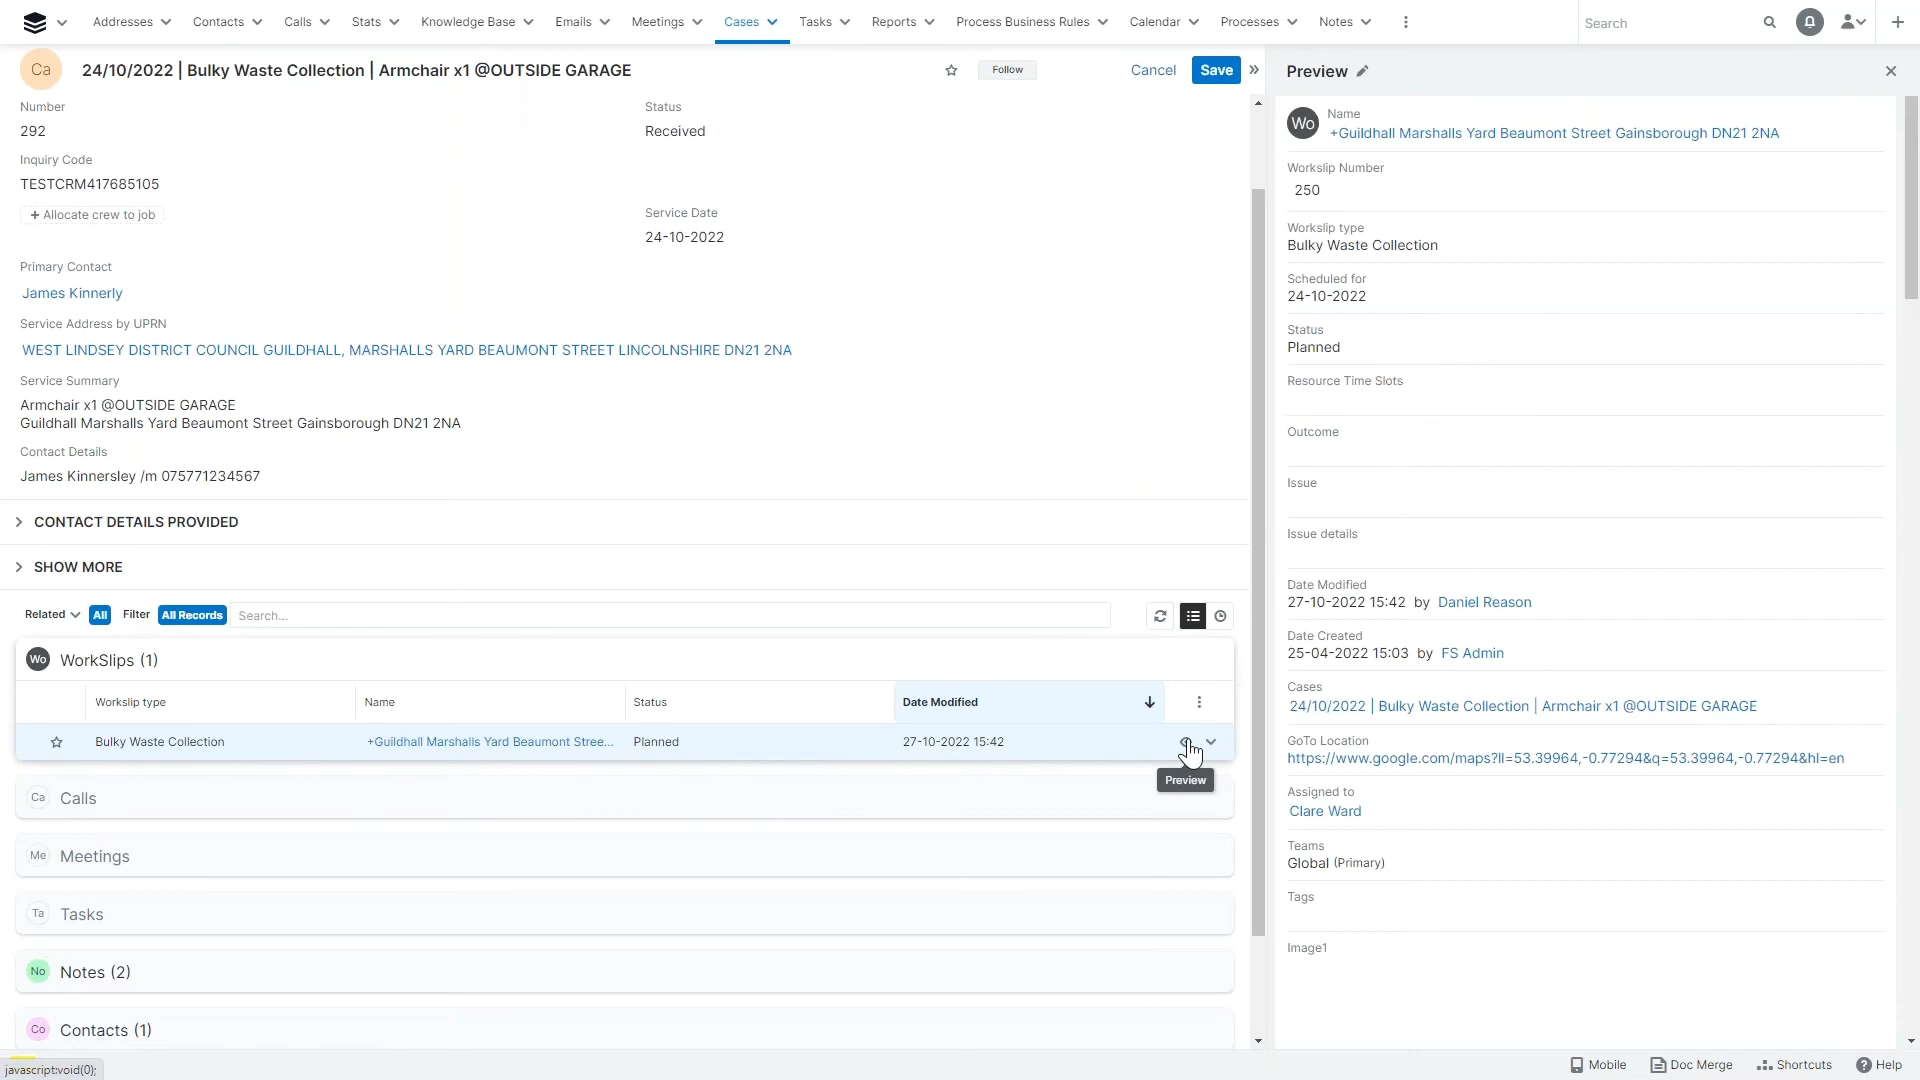 Addresses Contacts Calls Stats Knowledge Base Emails Meetings Cases Tasks Reports Process Business Rules Calendar Processes Notes Search
Ca 24/10/2022 | Bulky Waste Collection | Armchair x1 @OUTSIDE GARAGE Follow Cancel Save
Number Status
292 Received
Inquiry Code
TESTCRM417685105
+ Allocate crew to job
Service Date
24-10-2022
Primary Contact
James Kinnerly
Service Address by UPRN
WEST LINDSEY DISTRICT COUNCIL GUILDHALL, MARSHALLS YARD BEAUMONT STREET LINCOLNSHIRE DN21 2NA
Service Summary
Armchair x1 @OUTSIDE GARAGE
Guildhall Marshalls Yard Beaumont Street Gainsborough DN21 2NA
Contact Details
James Kinnersley /m 075771234567
CONTACT DETAILS PROVIDED
SHOW MORE
Related All Filter All Records Search...
Wo WorkSlips (1)
Workslip type Name Status Date Modified
Bulky Waste Collection +Guildhall Marshalls Yard Beaumont Stree... Planned 27-10-2022 15:42
Preview
Ca Calls
Me Meetings
Ta Tasks
No Notes (2)
Co Contacts (1)
javascript:void(0);
Preview
Wo
Name
+Guildhall Marshalls Yard Beaumont Street Gainsborough DN21 2NA
Workslip Number
250
Workslip type
Bulky Waste Collection
Scheduled for
24-10-2022
Status
Planned
Resource Time Slots
Outcome
Issue
Issue details
Date Modified
27-10-2022 15:42 by Daniel Reason
Date Created
25-04-2022 15:03 by FS Admin
Cases
24/10/2022 | Bulky Waste Collection | Armchair x1 @OUTSIDE GARAGE
GoTo Location
https://www.google.com/maps?ll=53.39964,-0.77294&q=53.39964,-0.77294&hl=en
Assigned to
Clare Ward
Teams
Global (Primary)
Tags
Image1
Mobile Doc Merge Shortcuts Help